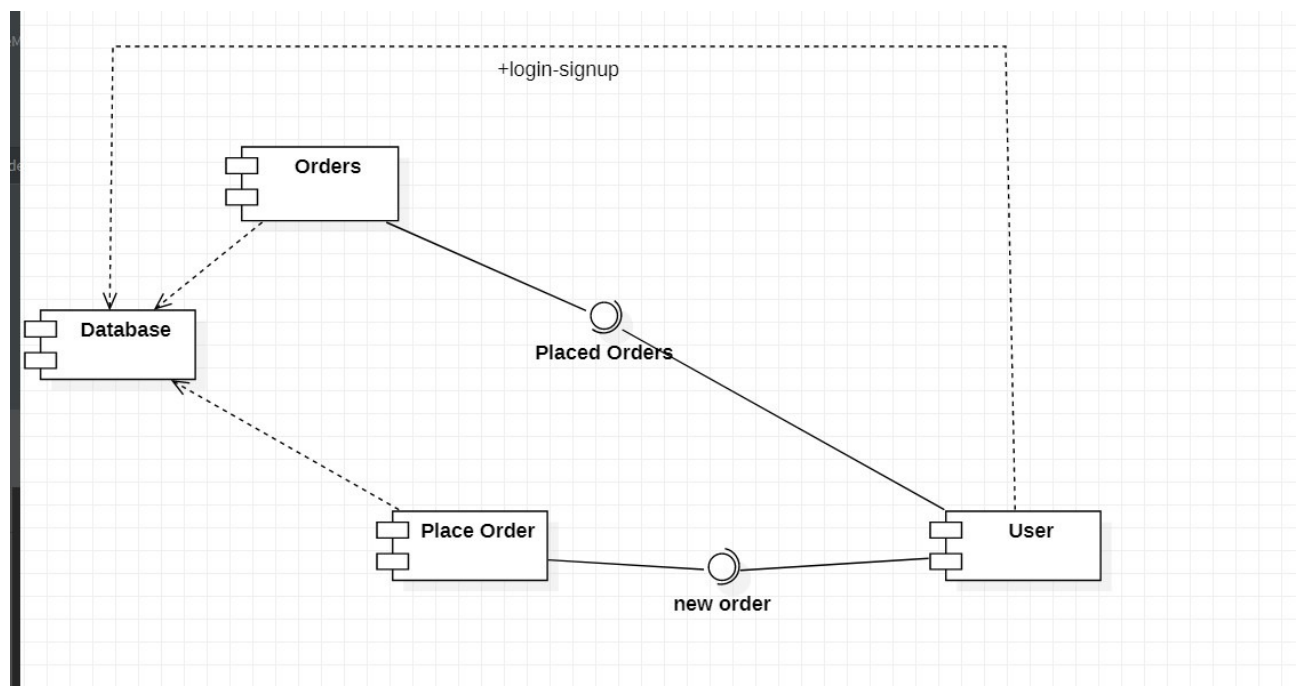 +login-signup
Orders
Database
Placed Orders
Place Order
User
new order